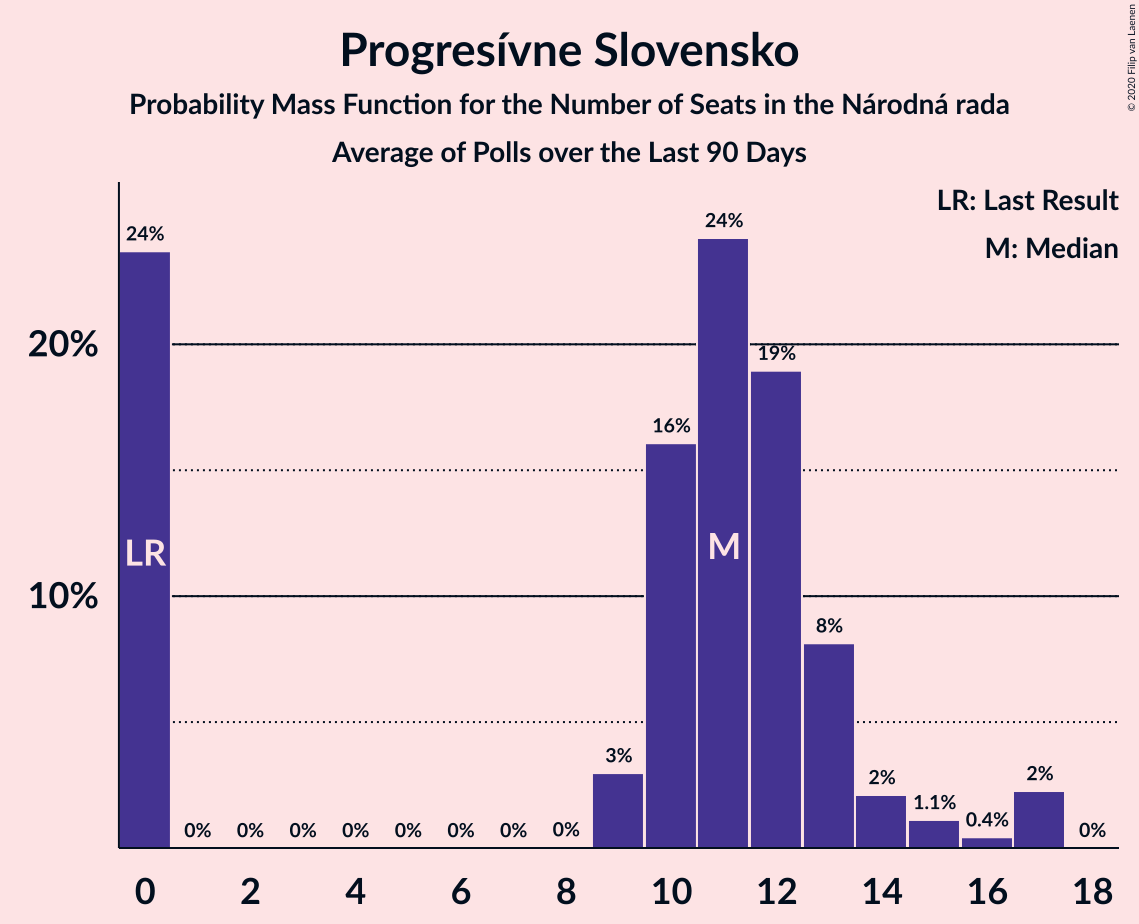 Progresívne Slovensko
Probability Mass Function for the Number of Seats in the Národná rada
Average of Polls over the Last 90 Days
© 2020 Filip van Laenen
LR: Last Result
M: Median
24%
24%
20%
19%
16%
LR
M
10%
8%
3%
2%
2%
1.1%
0.4%
0% 0% 0% 0% 0% 0% 0% 0% 0%
0 2 4 6 8 10 12 14 16 18